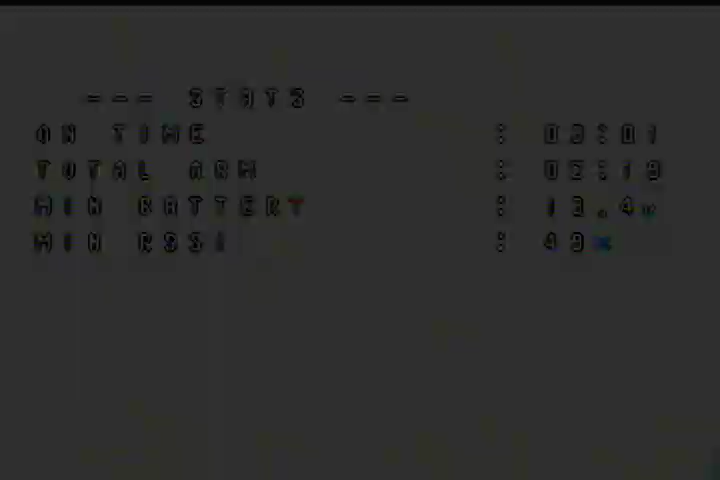 --- STATS ---
ON TIME : 03:01
TOTAL ARM : 02:19
MIN BATTERY : 13.4V
MIN RSSI : 49%